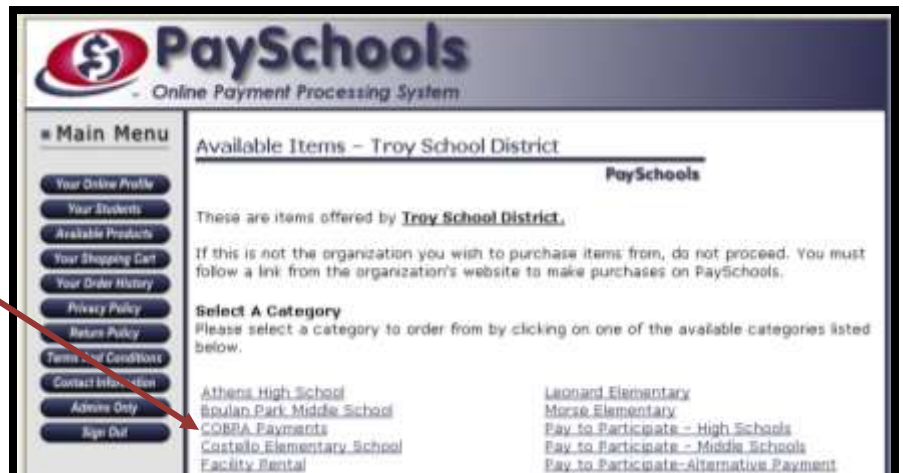 PaySchools
Online Payment Processing System
Main Menu
Your Online Profile
Your Students
Available Products
Your Shopping Cart
Your Order History
Privacy Policy
Return Policy
Terms And Conditions
Contact Information
Admins Only
Sign Out
Available Items - Troy School District
PaySchools
These are items offered by Troy School District.
If this is not the organization you wish to purchase items from, do not proceed. You must
follow a link from the organization's website to make purchases on PaySchools.
Select A Category
Please select a category to order from by clicking on one of the available categories listed
below.
Athens High School
Boulan Park Middle School
COBRA Payments
Costello Elementary School
Facility Rental
Leonard Elementary
Morse Elementary
Pay to Participate - High Schools
Pay to Participate - Middle Schools
Pay to Participate-Alternative Payment